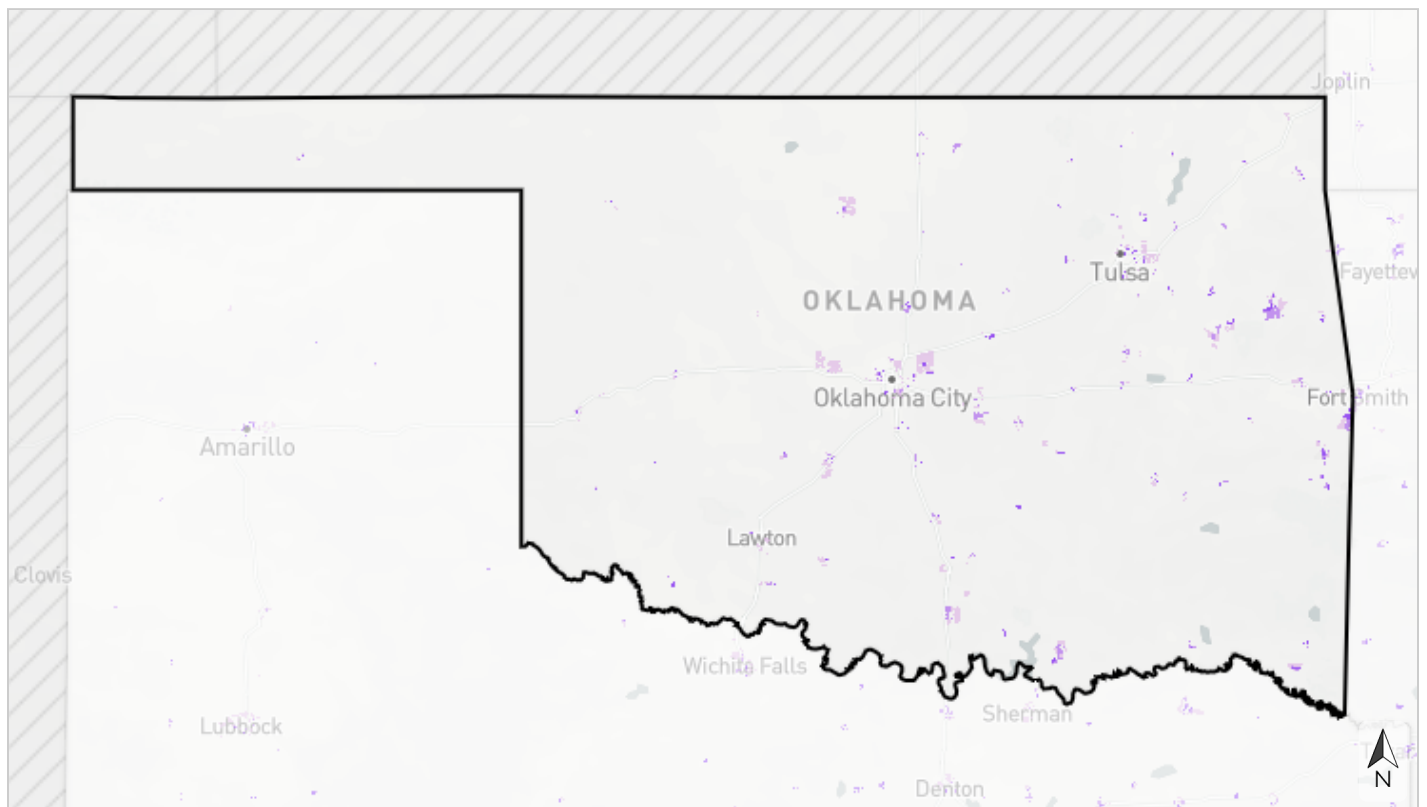 Joplin
Tulsa
Fayettev
OKLAHOMA
Oklahoma City
Fort Smith
Amarillo
Lawton
Clovis
Wichita Falls
Lubbock
Sherman
Denton
N